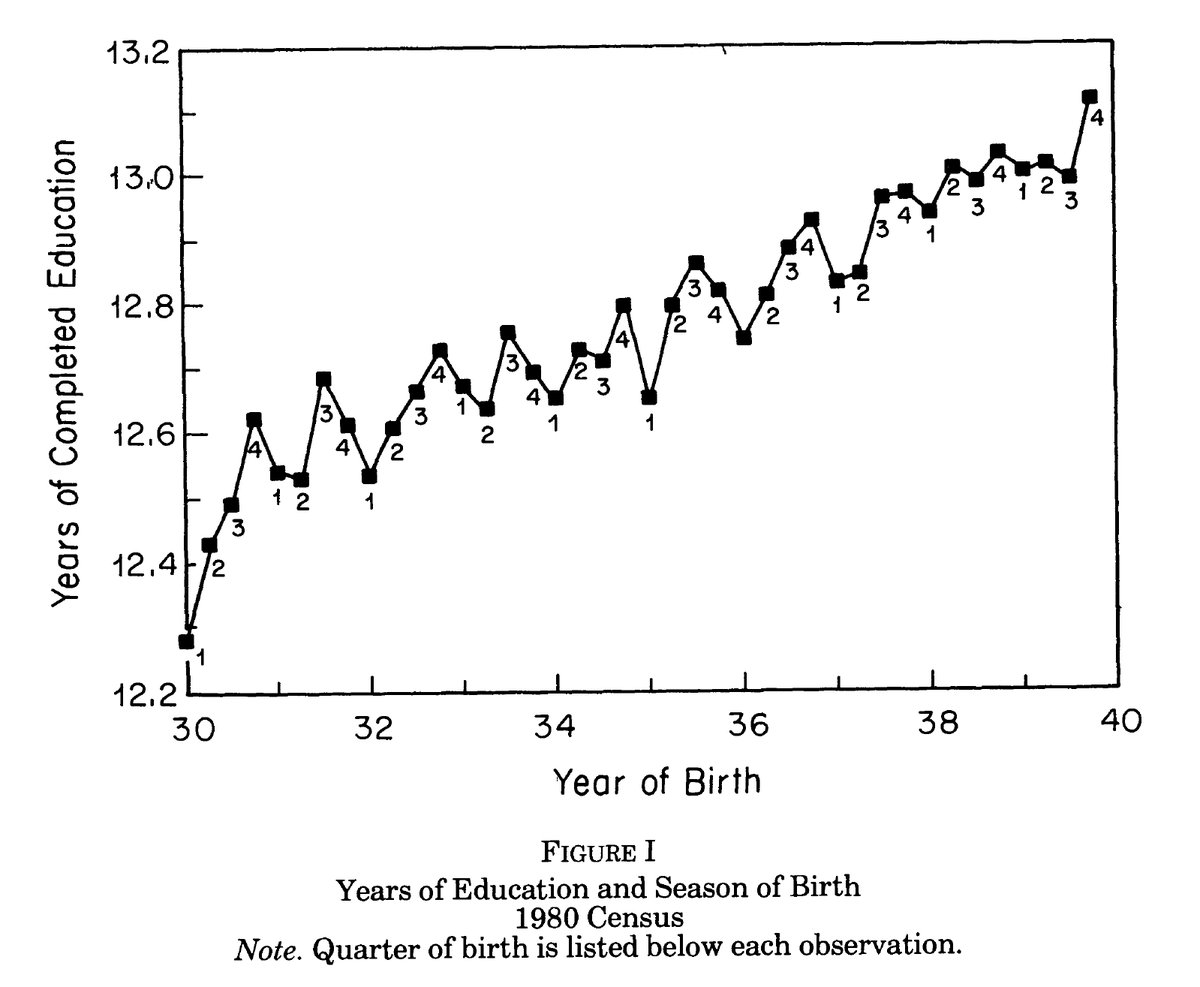 13.2
13.0
12.8
12.6
12.4
12.2
Years of Completed Education
1 2 3 4 1 2 3 4 1 2 3 4 1 2 3 4 1 2 3 4 1 2 3 4 2 3 4 1 2 3 4 1 2 3 4 1 2 3 4
30 32 34 36 38 40
Year of Birth
FIGURE I
Years of Education and Season of Birth
1980 Census
Note. Quarter of birth is listed below each observation.